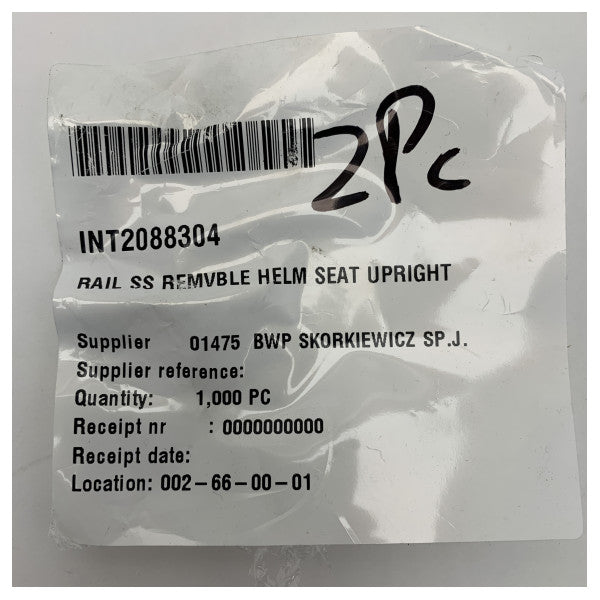 2Pc
INT2088304
RAIL SS REMVBLE HELM SEAT UPRIGHT
Supplier 01475 BWP SKORKIEWICZ SP.J.
Supplier reference:
Quantity: 1,000 PC
Receipt nr : 0000000000
Receipt date:
Location: 002-66-00-01